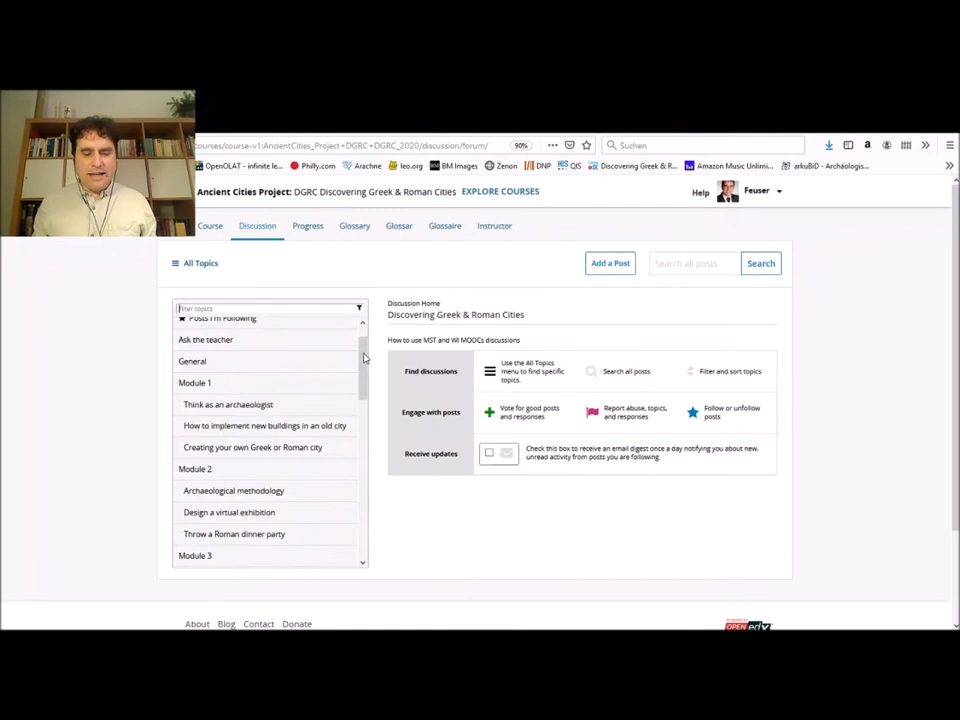 courses/course-v1:AncientCities_Project+DGRC+DGRC_2020/discussion/forum/
90%
Suchen
OpenOLAT - infinite le...
Philly.com
Arachne
leo.org
BM Images
Zenon
DNP
QIS
Discovering Greek & R...
Amazon Music Unlimi...
arkuBiD -> Archäologis...
Ancient Cities Project: DGRC Discovering Greek & Roman Cities EXPLORE COURSES
Help
Feuser
Course
Discussion
Progress
Glossary
Glossar
Glossaire
Instructor
All Topics
Add a Post
Search all posts
Search
Filter topics
Posts I'm Following
Ask the teacher
General
Module 1
Think as an archaeologist
How to implement new buildings in an old city
Creating your own Greek or Roman city
Module 2
Archaeological methodology
Design a virtual exhibition
Throw a Roman dinner party
Module 3
Discussion Home
Discovering Greek & Roman Cities
How to use MST and WI MOOCs discussions
Find discussions
Use the All Topics
menu to find specific
topics.
Search all posts
Filter and sort topics
Engage with posts
Vote for good posts
and responses
Report abuse, topics,
and responses
Follow or unfollow
posts
Receive updates
Check this box to receive an email digest once a day notifying you about new,
unread activity from posts you are following.
About
Blog
Contact
Donate
OPEN edX